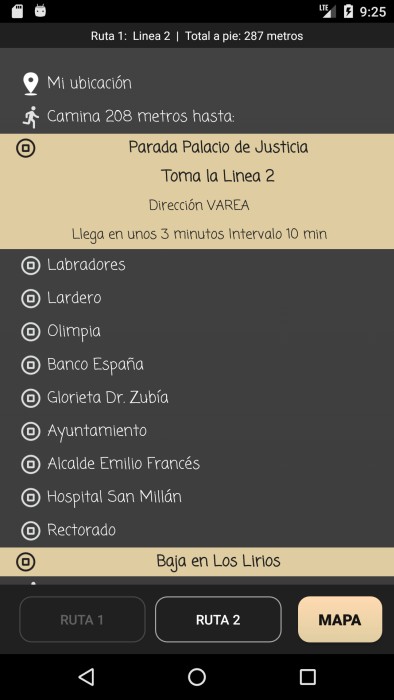 LTE
9:25
Ruta 1: Linea 2 | Total a pie: 287 metros
Mi ubicación
Camina 208 metros hasta:
Parada Palacio de Justicia
Toma la Linea 2
Dirección VAREA
Llega en unos 3 minutos Intervalo 10 min
Labradores
Lardero
Olimpia
Banco España
Glorieta Dr. Zubía
Ayuntamiento
Alcalde Emilio Francés
Hospital San Millán
Rectorado
Baja en Los Lirios
RUTA 1
RUTA 2
MAPA